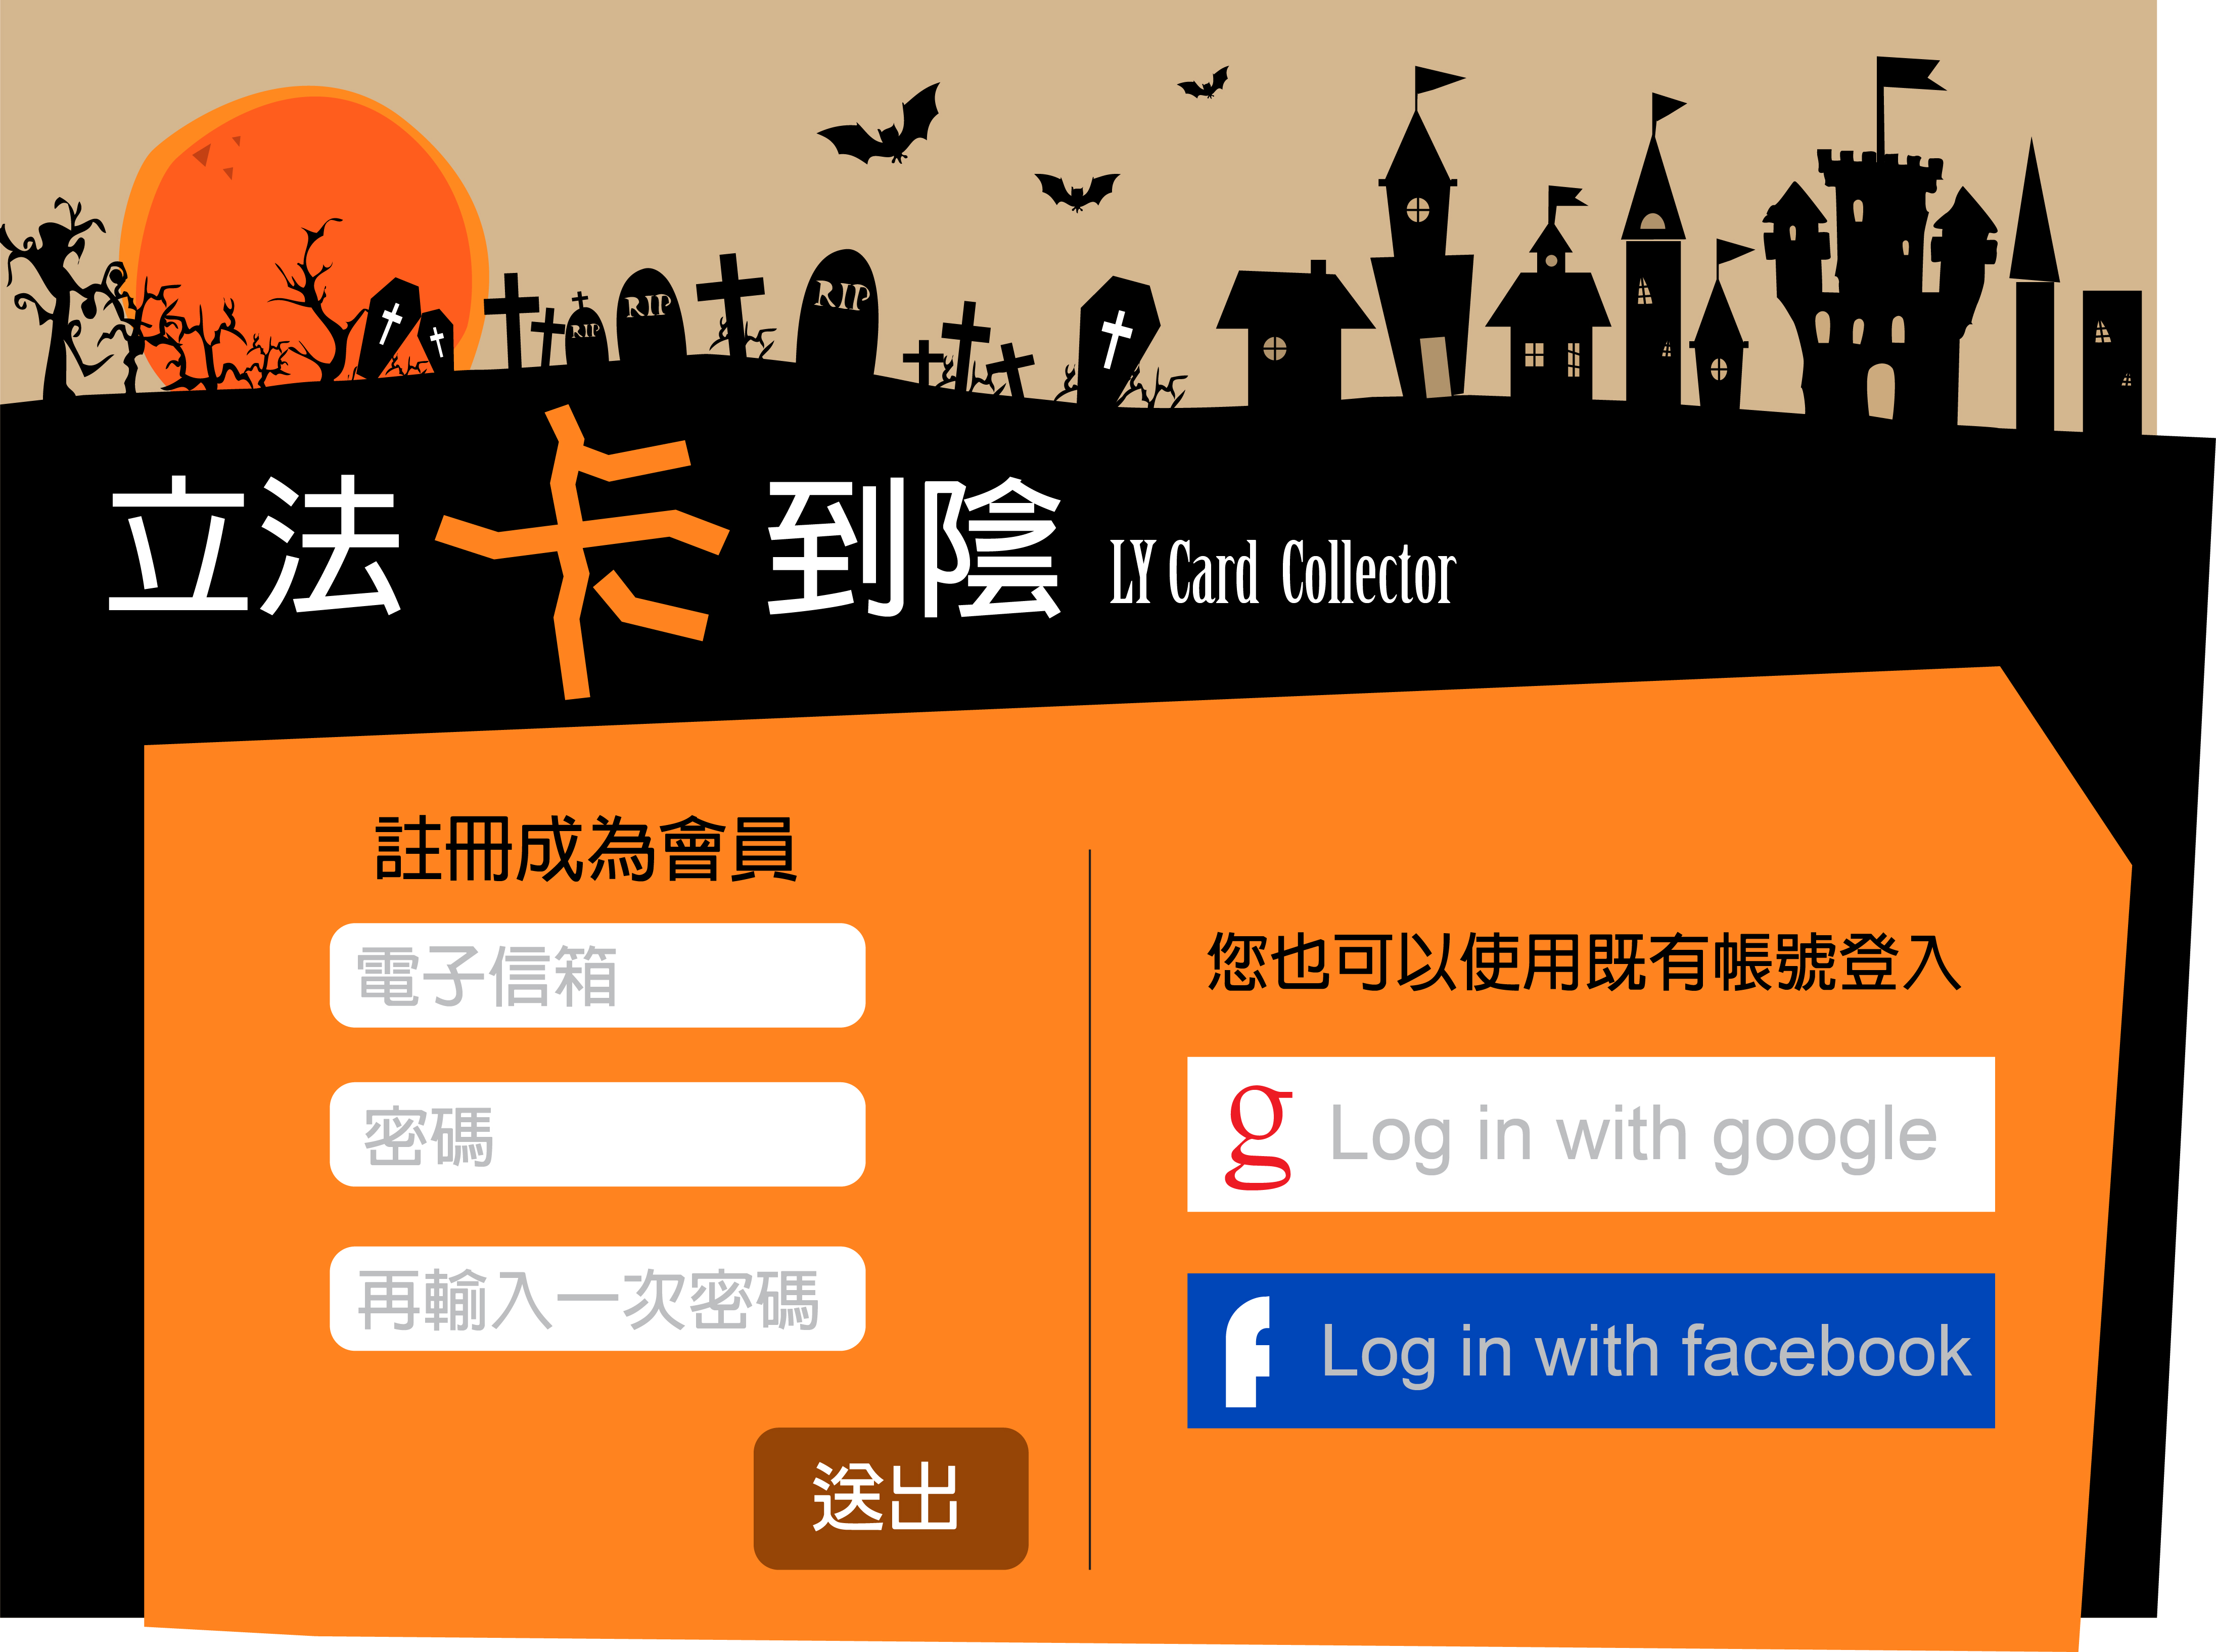 RIP
RIP
RIP
立法卡到陰 LY Card Collector
註冊成為會員
電子信箱
密碼
再輸入一次密碼
送出
您也可以使用既有帳號登入
g Log in with google
f Log in with facebook